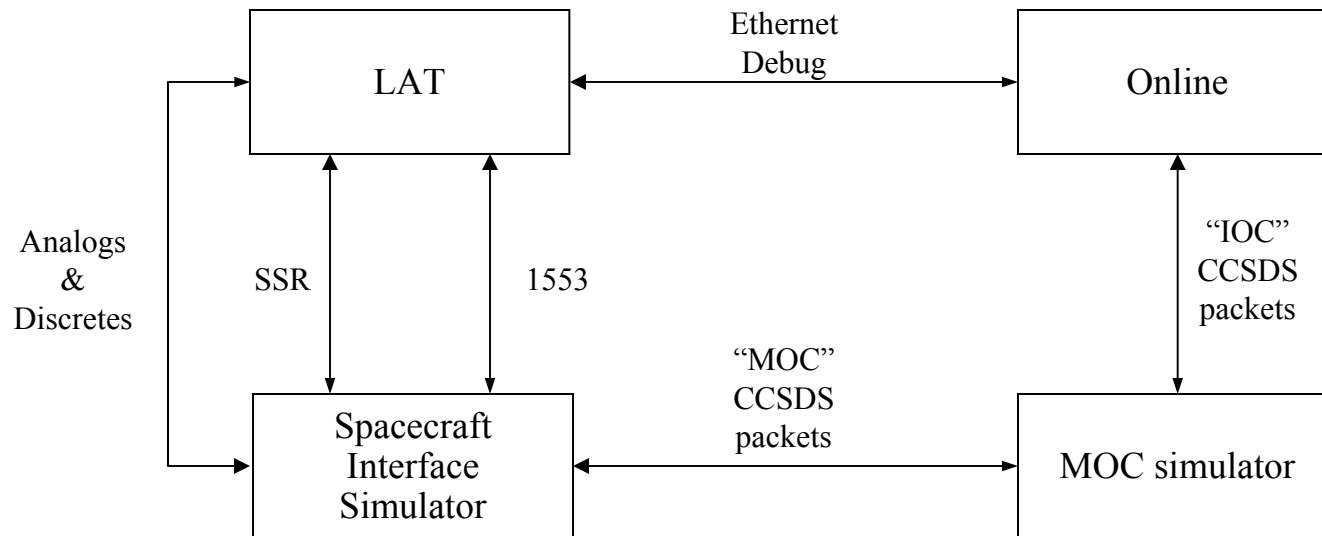 Ethernet
Debug
LAT
Online
Analogs
&
Discretes
SSR
1553
“IOC”
CCSDS
packets
“MOC”
CCSDS
packets
Spacecraft
Interface
Simulator
MOC simulator